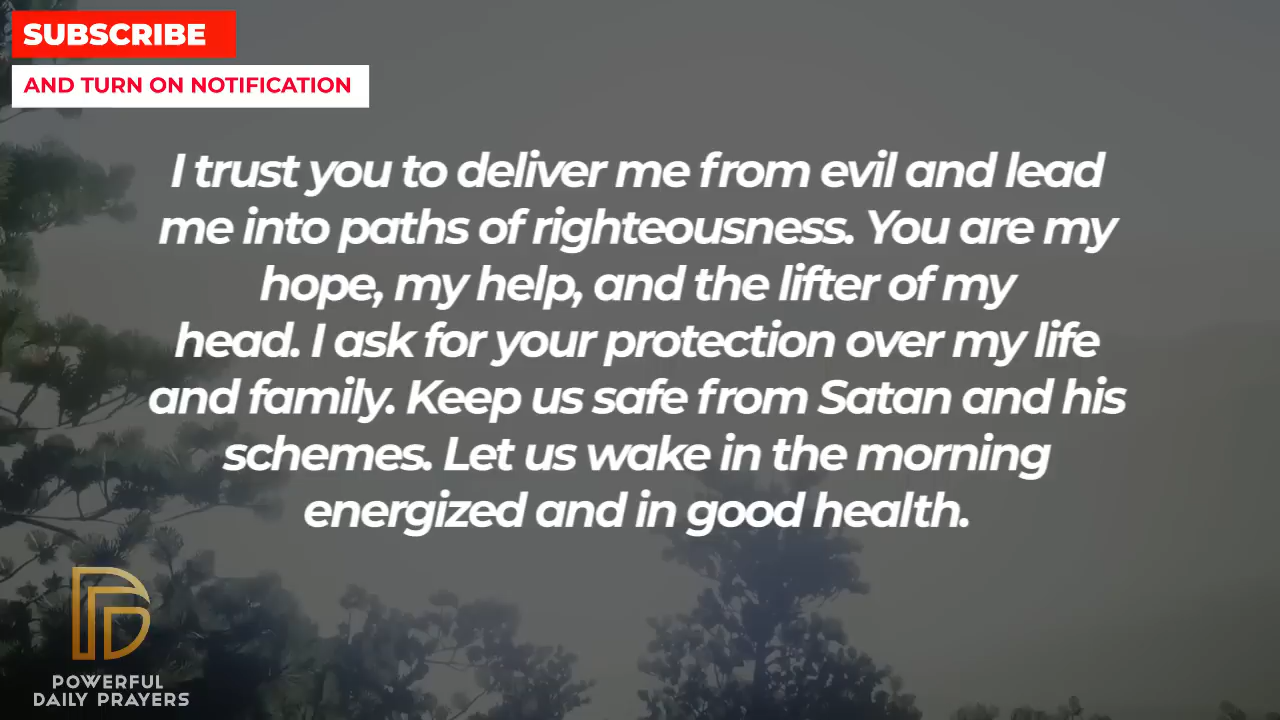 SUBSCRIBE
AND TURN ON NOTIFICATION
I trust you to deliver me from evil and lead
me into paths of righteousness. You are my
hope, my help, and the lifter of my
head. I ask for your protection over my life
and family. Keep us safe from Satan and his
schemes. Let us wake in the morning
energized and in good health.
POWERFUL
DAILY PRAYERS